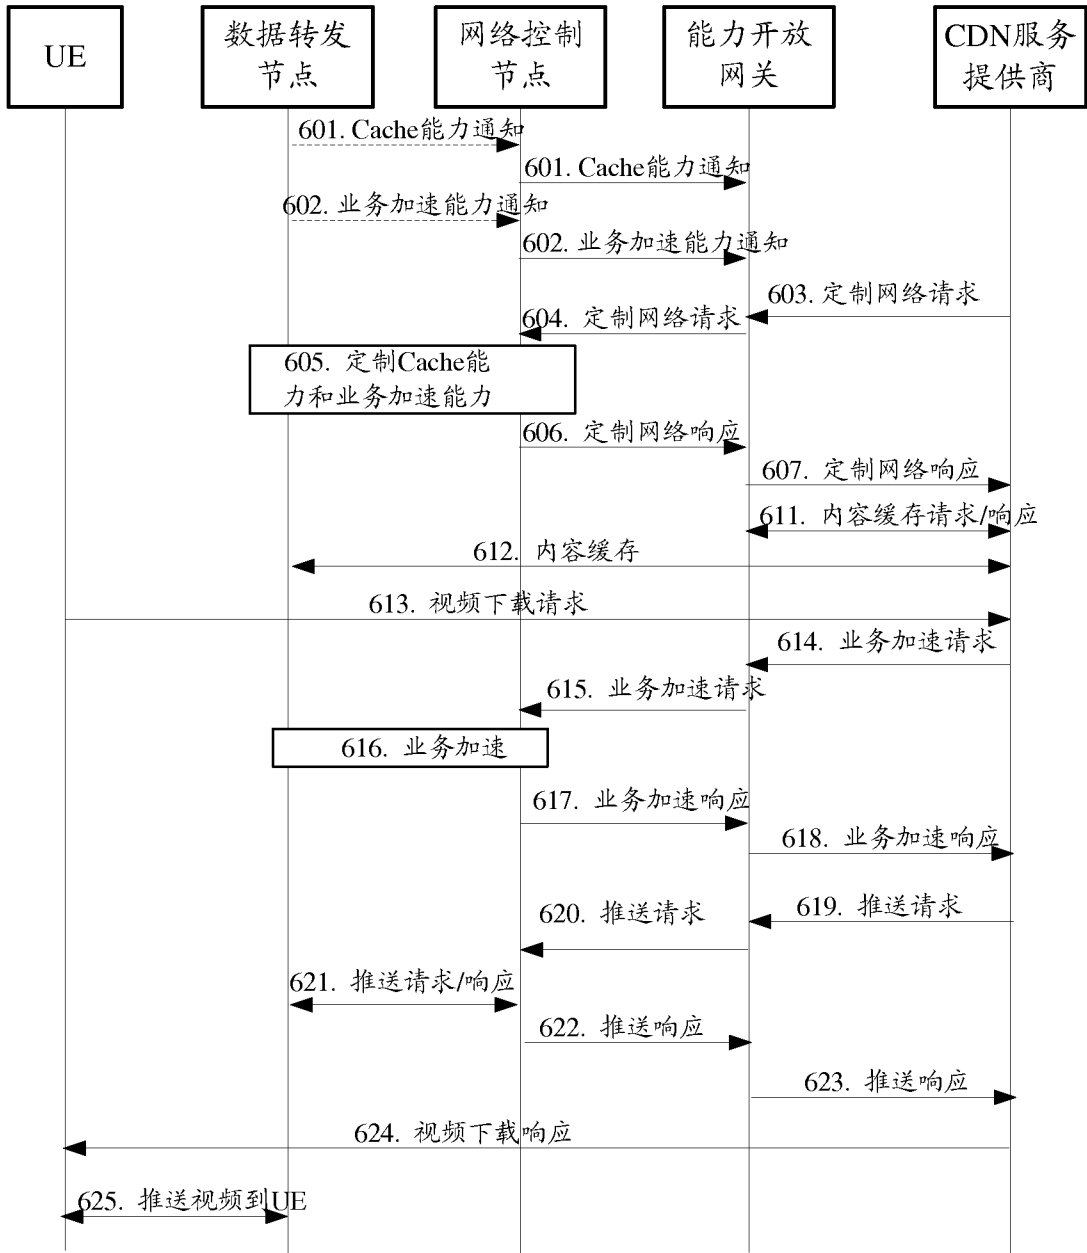 UE
数据转发
节点
网络控制
节点
能力开放
网关
CDN服务
提供商
601. Cache能力通知
601. Cache能力通知
602. 业务加速能力通知
602. 业务加速能力通知
603. 定制网络请求
604. 定制网络请求
605. 定制Cache能
力和业务加速能力
606. 定制网络响应
607. 定制网络响应
611. 内容缓存请求/响应
612. 内容缓存
613. 视频下载请求
614. 业务加速请求
615. 业务加速请求
616. 业务加速
617. 业务加速响应
618. 业务加速响应
619. 推送请求
620. 推送请求
621. 推送请求/响应
622. 推送响应
623. 推送响应
624. 视频下载响应
625. 推送视频到UE